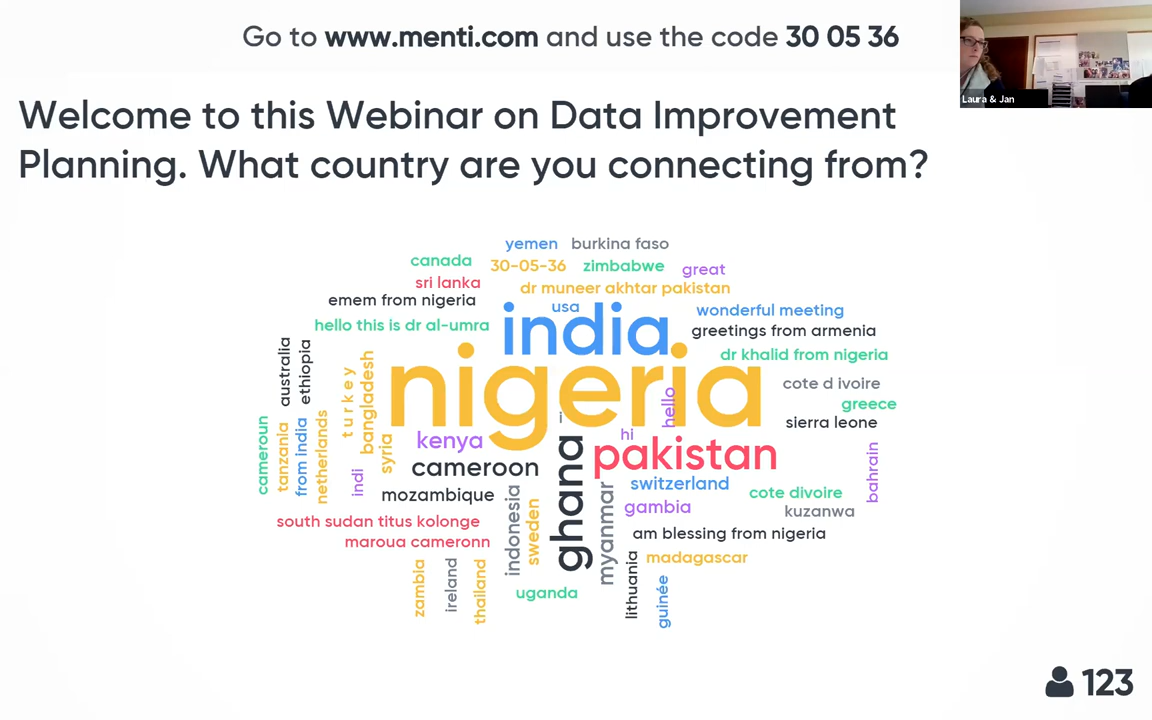 Go to www.menti.com and use the code 30 05 36
Laura & Jan
Welcome to this Webinar on Data Improvement
Planning. What country are you connecting from?
yemen
burkina faso
canada
30-05-36
zimbabwe
great
sri lanka
dr muneer akhtar pakistan
emem from nigeria
usa
wonderful meeting
hello this is dr al-umra
india
greetings from armenia
australia
ethiopia
turkey
bangladesh
nigeria
dr khalid from nigeria
cote d ivoire
greece
hello
i
sierra leone
cameroun
tanzania
from india
netherlands
syria
kenya
hi
cameroon
pakistan
indi
bahrain
mozambique
ghana
switzerland
cote divoire
gambia
kuzanwa
south sudan titus kolonge
indonesia
sweden
myanmar
am blessing from nigeria
maroua cameronn
madagascar
zambia
ireland
thailand
uganda
lithuania
guinée
123